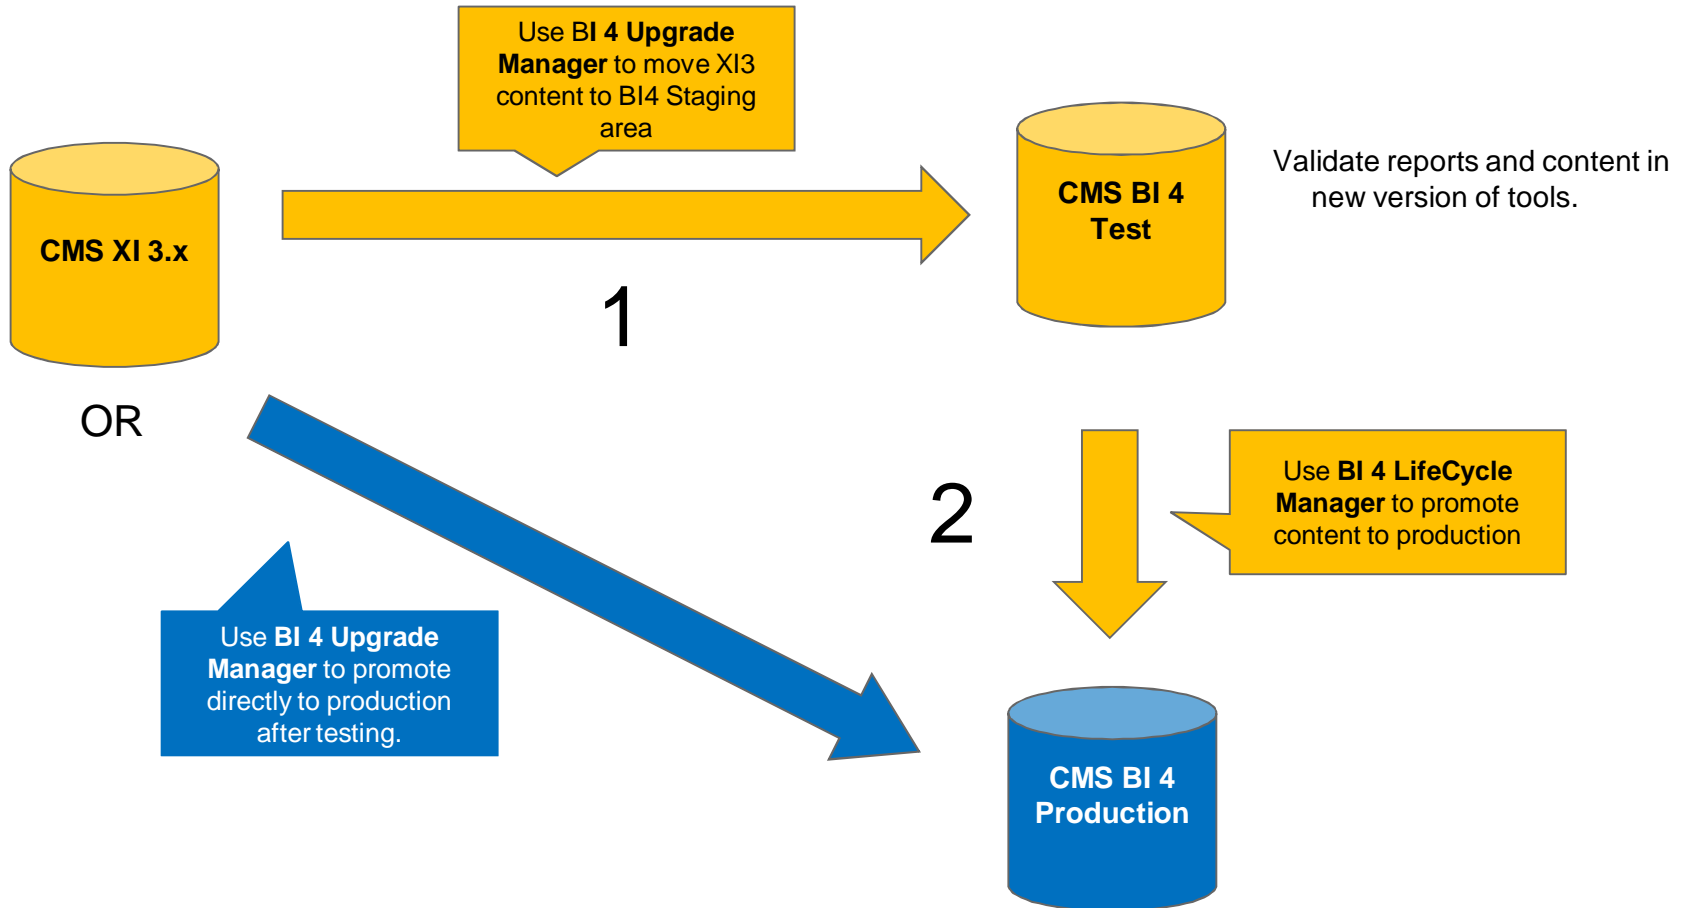 Use BI 4 Upgrade
Manager to move XI3
content to BI4 Staging
area
CMS XI 3.x
CMS BI 4
Test
Validate reports and content in
new version of tools.
1
OR
2
Use BI 4 LifeCycle
Manager to promote
content to production
Use BI 4 Upgrade
Manager to promote
directly to production
after testing.
CMS BI 4
Production